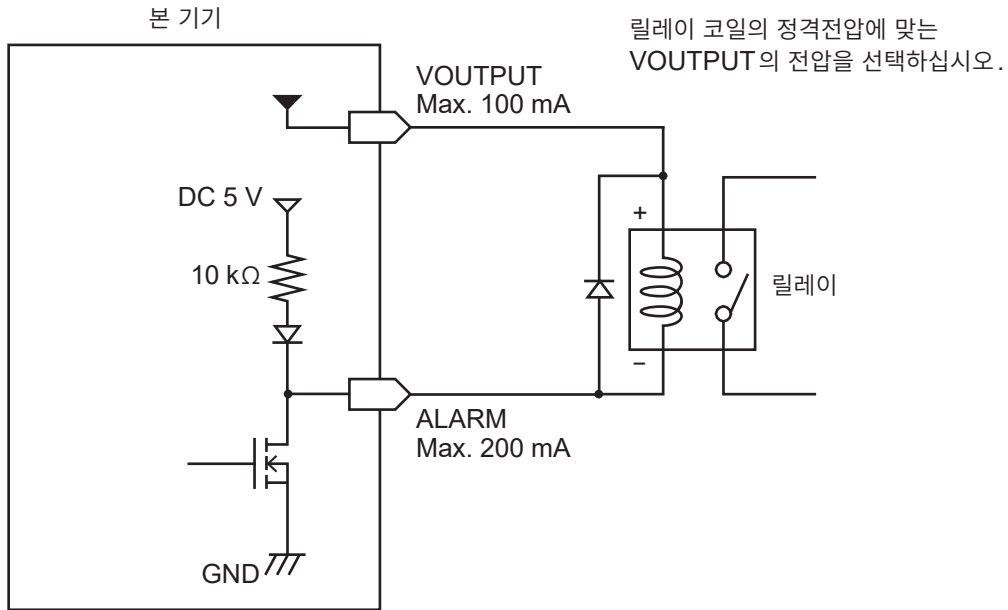 본 기기
릴레이 코일의 정격전압에 맞는
VOUTPUT의 전압을 선택하십시오.
VOUTPUT
Max. 100 mA
DC 5 V
10 kΩ
+
릴레이
−
ALARM
Max. 200 mA
GND